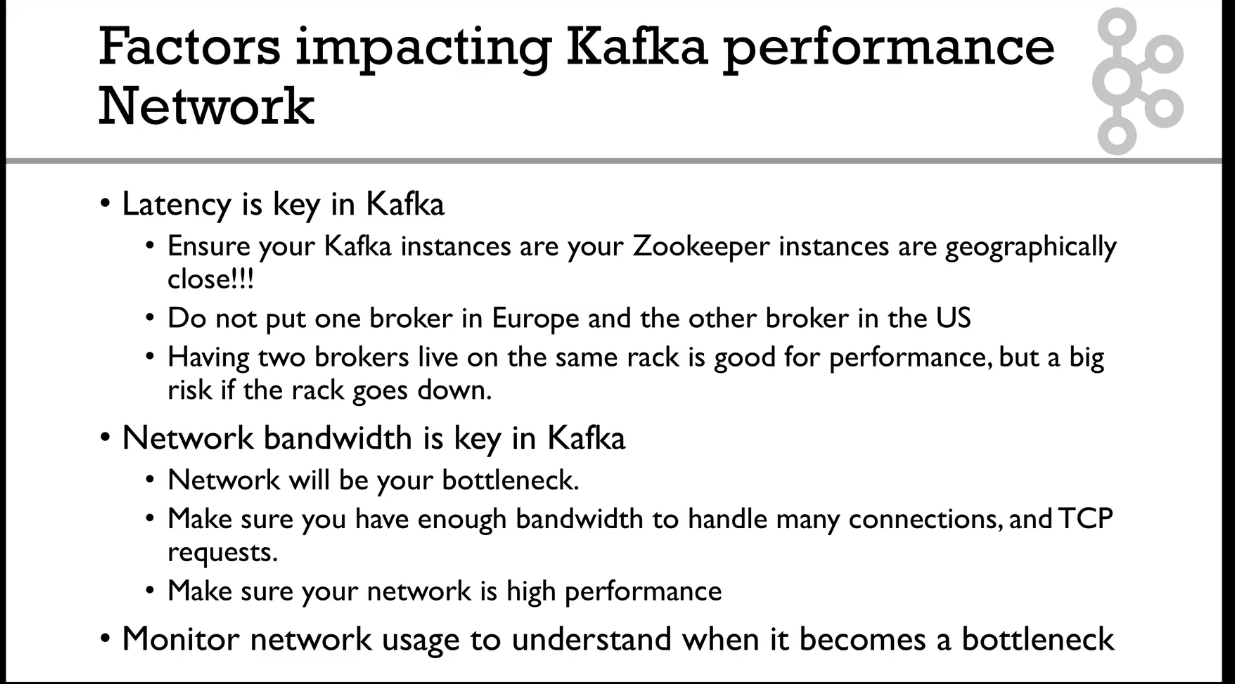 Factors impacting Kafka performance
Network
• Latency is key in Kafka
• Ensure your Kafka instances are your Zookeeper instances are geographically
close!!!
• Do not put one broker in Europe and the other broker in the US
• Having two brokers live on the same rack is good for performance, but a big
risk if the rack goes down.
• Network bandwidth is key in Kafka
• Network will be your bottleneck.
• Make sure you have enough bandwidth to handle many connections, and TCP
requests.
• Make sure your network is high performance
• Monitor network usage to understand when it becomes a bottleneck